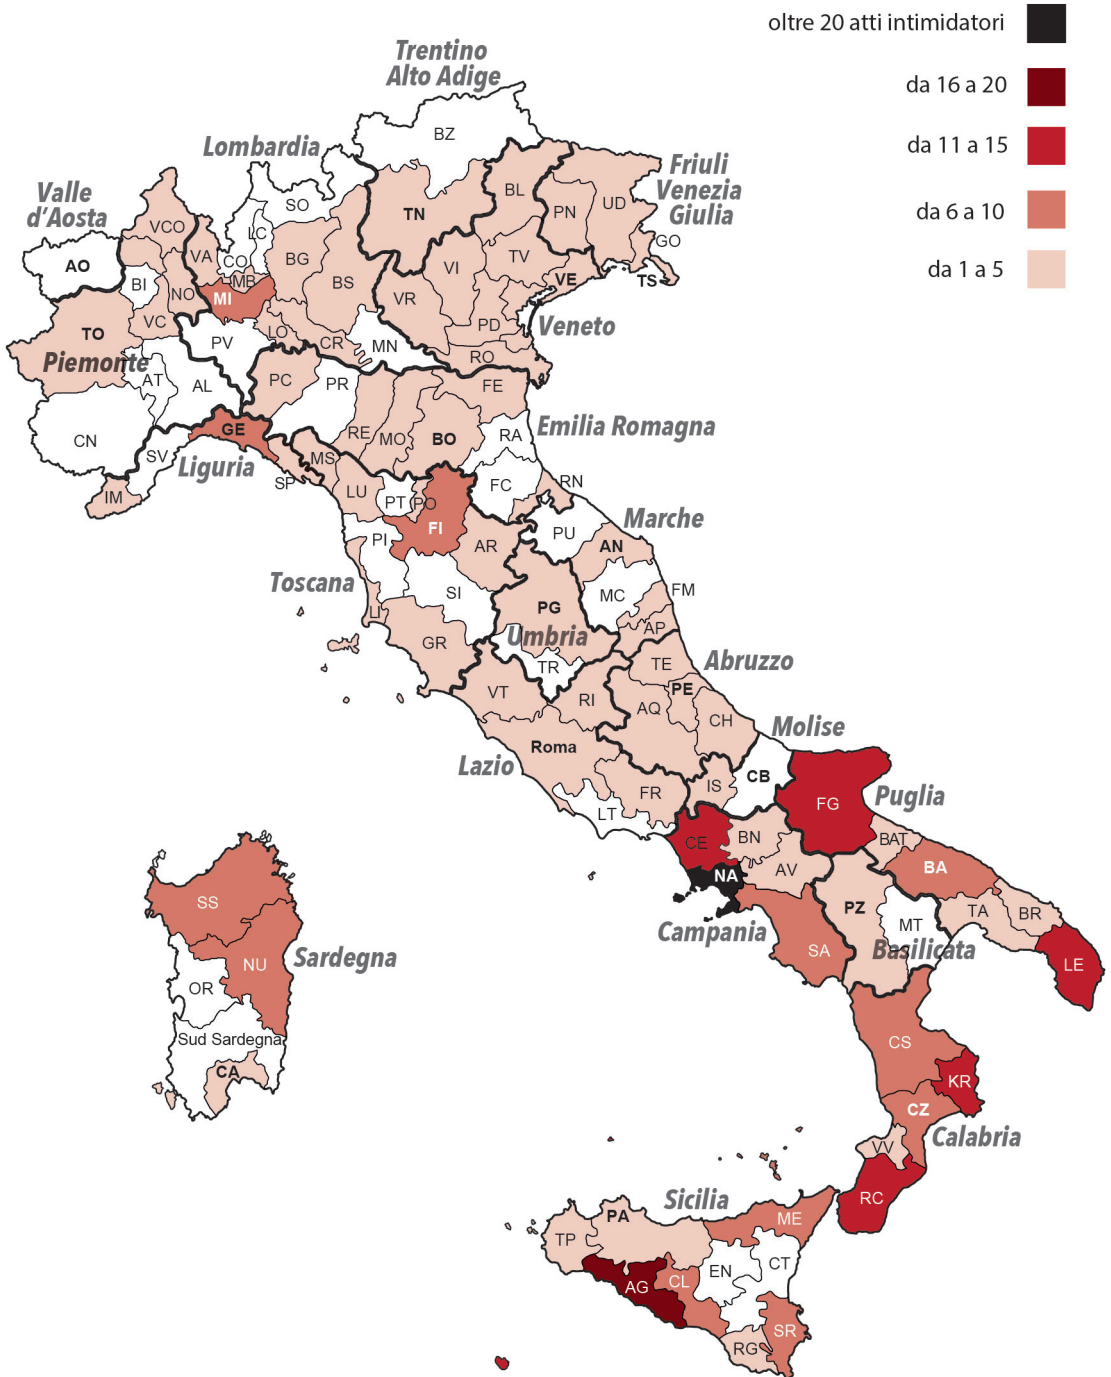 oltre 20 atti intimidatori
da 16 a 20
da 11 a 15
da 6 a 10
da 1 a 5
Trentino
Alto Adige
BZ
Lombardia
Friuli
Venezia
Giulia
Valle
d'Aosta
SO
TN
BL
PN
UD
VCO
LC
GO
AO
VA
CO
BG
VI
TV
VE
TS
BI
NO
MB
MI
BS
VR
TO
VC
LO
PD
Veneto
Piemonte
PV
CR
MN
RO
AT
AL
PC
PR
FE
CN
GE
RE
MO
BO
RA
Emilia Romagna
SV
Liguria
MS
SP
IM
LU
PT
PO
FC
RN
FI
PU
Marche
PI
AR
AN
Toscana
SI
MC
FM
LI
PG
AP
GR
Umbria
TR
TE
Abruzzo
VT
RI
AQ
PE
CH
Molise
Roma
Lazio
CB
FR
IS
LT
FG
Puglia
CE
BN
BAT
NA
AV
BA
SS
PZ
TA
BR
Campania
MT
Basilicata
NU
Sardegna
SA
LE
OR
Sud Sardegna
CS
CA
KR
CZ
Calabria
VV
RC
Sicilia
PA
ME
TP
EN
CT
AG
CL
SR
RG